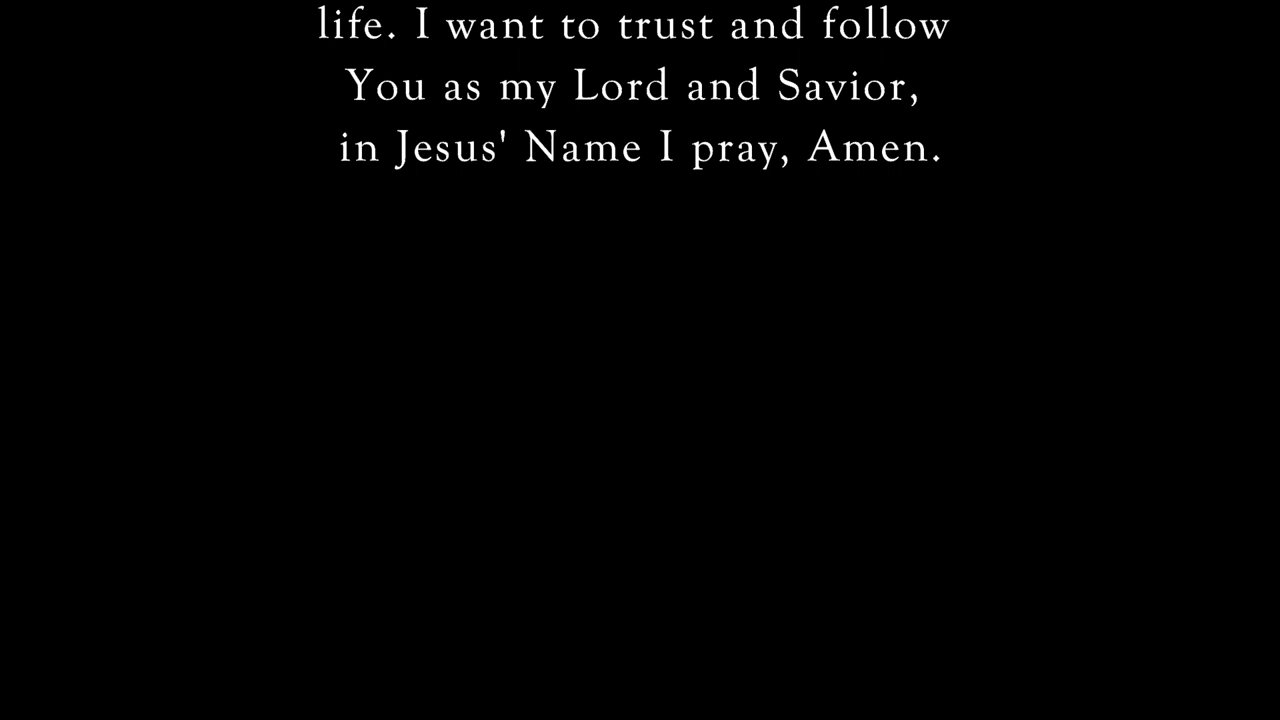 life. I want to trust and follow
You as my Lord and Savior,
in Jesus' Name I pray, Amen.